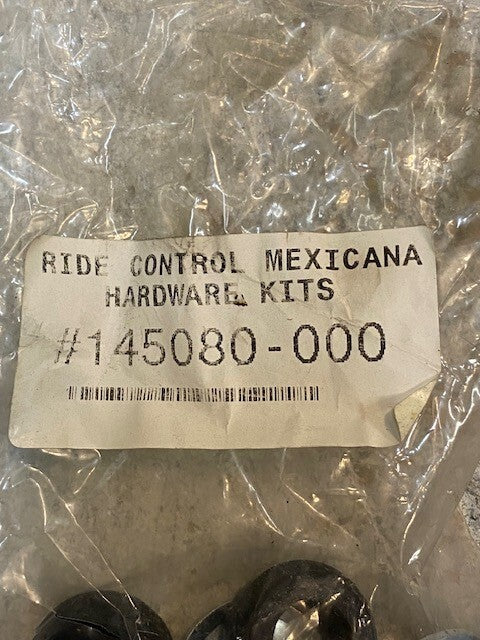 RIDE CONTROL MEXICANA
HARDWARE KITS
#145080-000